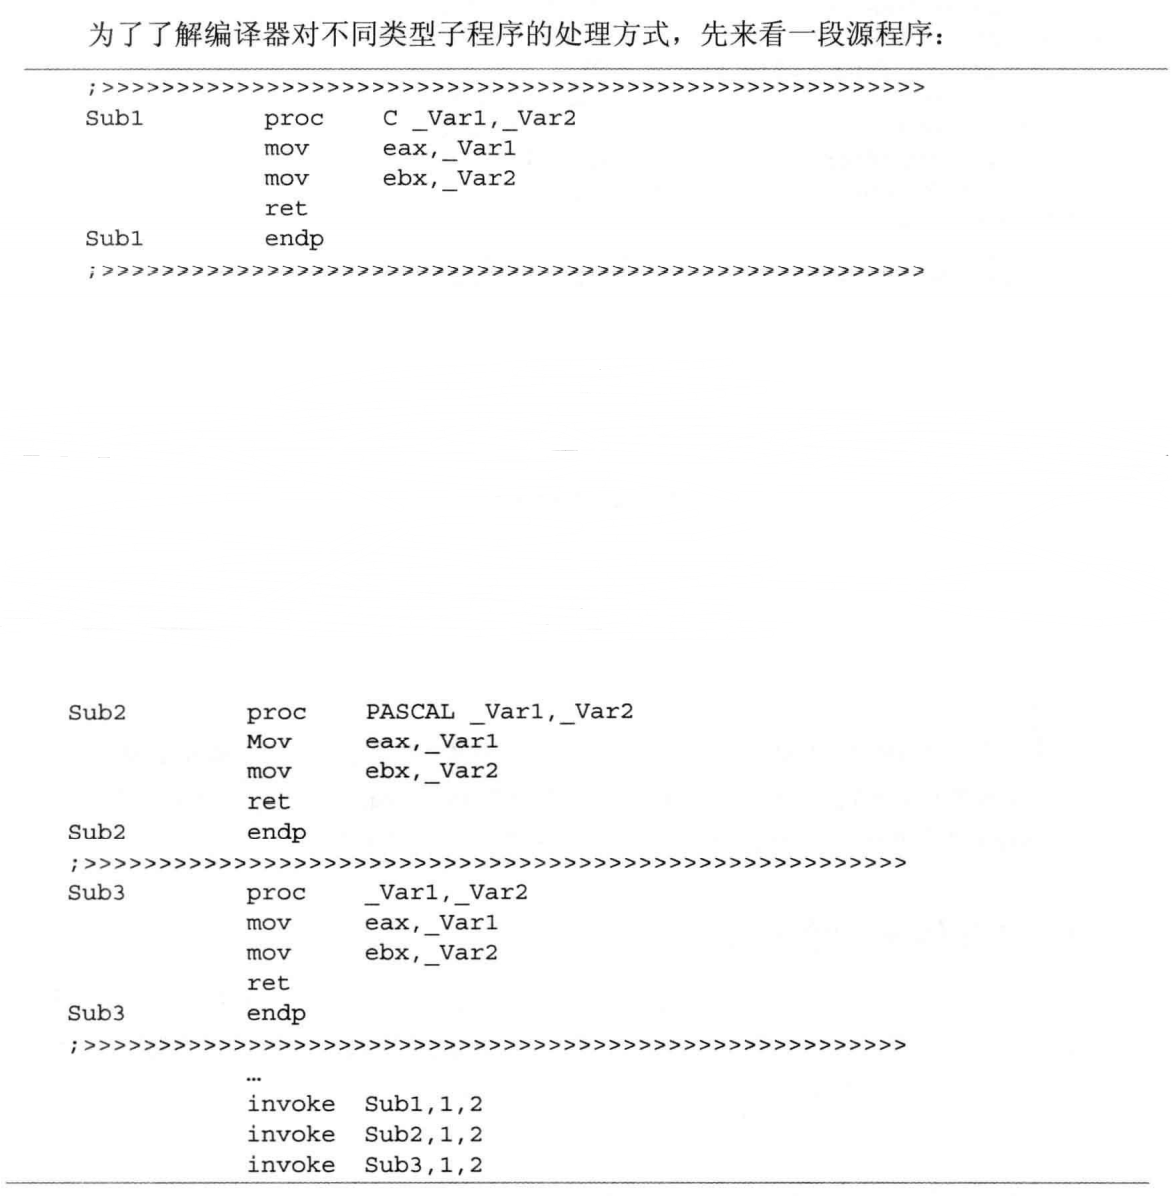 为了了解编译器对不同类型子程序的处理方式，先来看一段源程序：
;>>>>>>>>>>>>>>>>>>>>>>>>>>>>>>>>>>>>>>>>>>>>>>>>>>>>>>>
Sub1 proc C _Var1,_Var2
mov eax,_Var1
mov ebx,_Var2
ret
Sub1 endp
;>>>>>>>>>>>>>>>>>>>>>>>>>>>>>>>>>>>>>>>>>>>>>>>>>>>>>>>
Sub2 proc PASCAL _Var1,_Var2
Mov eax,_Var1
mov ebx,_Var2
ret
Sub2 endp
;>>>>>>>>>>>>>>>>>>>>>>>>>>>>>>>>>>>>>>>>>>>>>>>>>>>>>>>
Sub3 proc _Var1,_Var2
mov eax,_Var1
mov ebx,_Var2
ret
Sub3 endp
;>>>>>>>>>>>>>>>>>>>>>>>>>>>>>>>>>>>>>>>>>>>>>>>>>>>>>>>
…
invoke Sub1,1,2
invoke Sub2,1,2
invoke Sub3,1,2